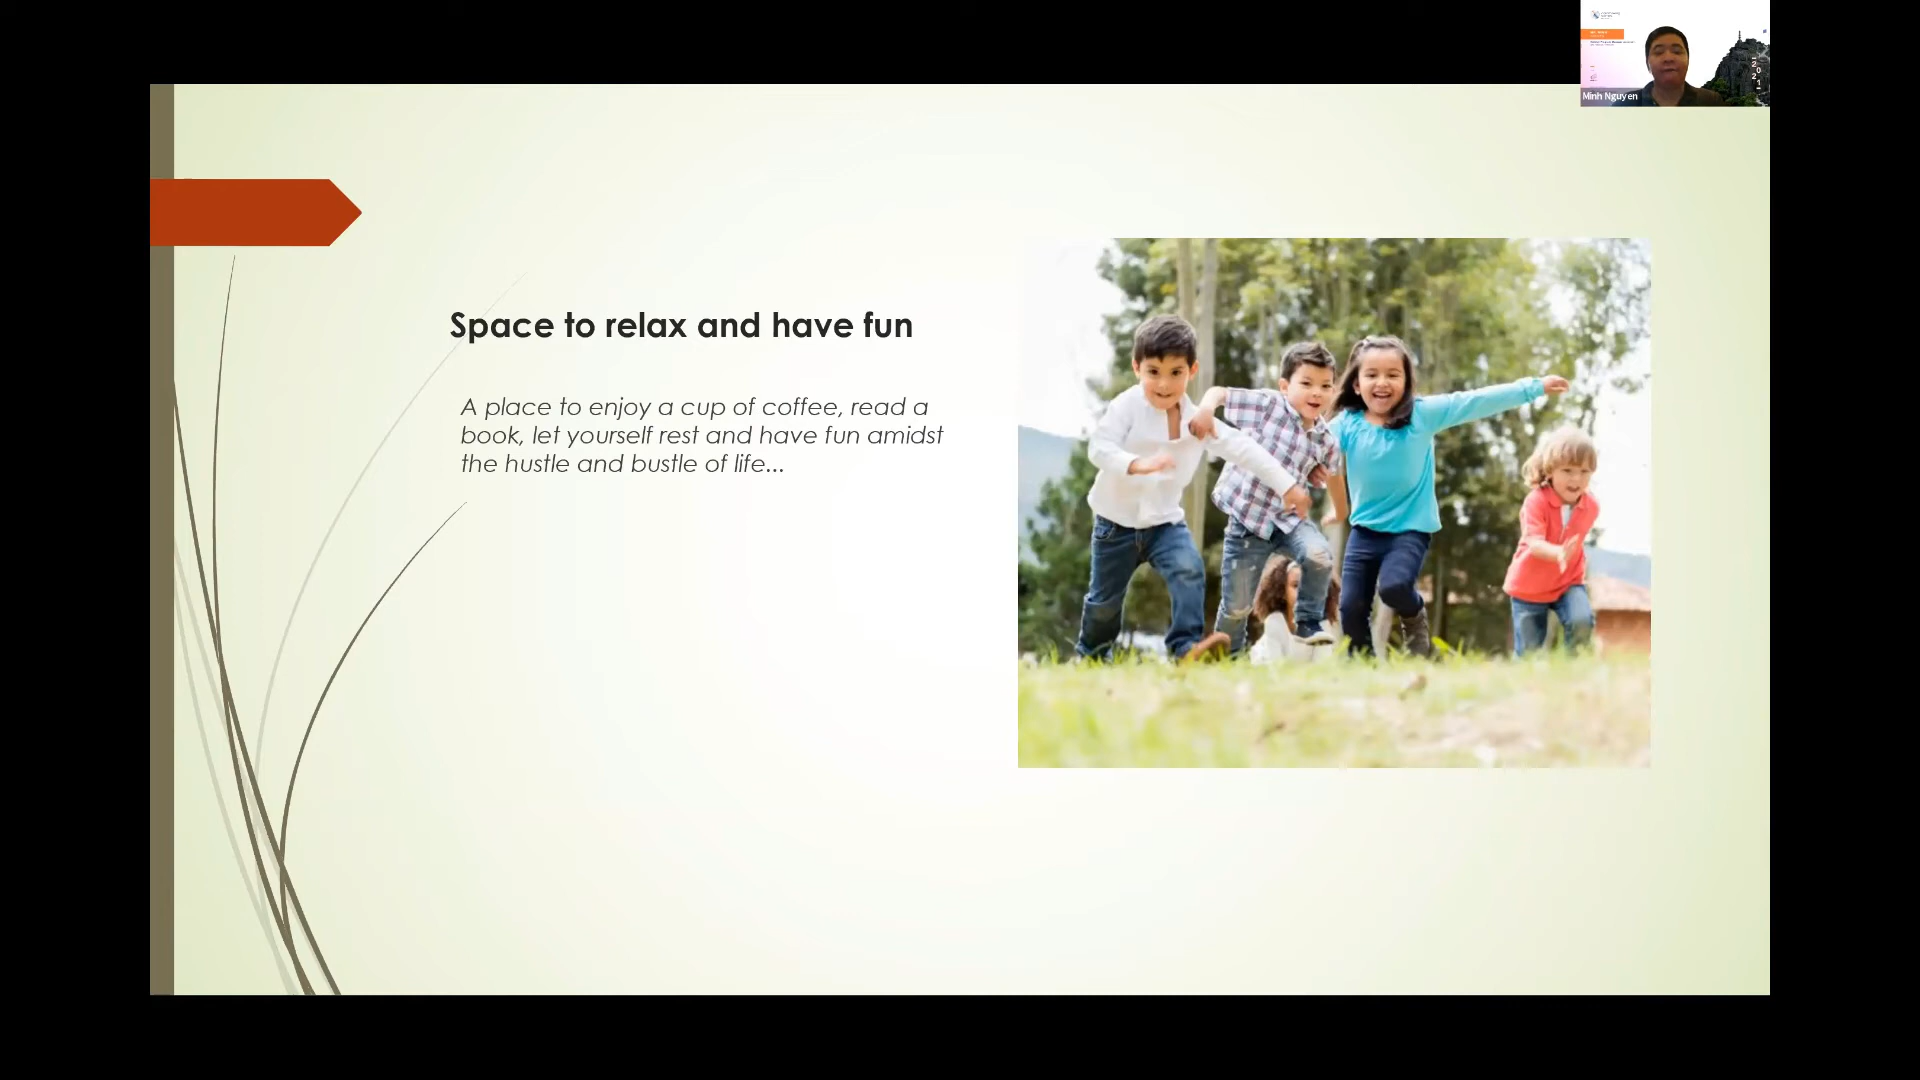 Space to relax and have fun
A place to enjoy a cup of coffee, read a
book, let yourself rest and have fun amidst
the hustle and bustle of life...
2021
Minh Nguyen